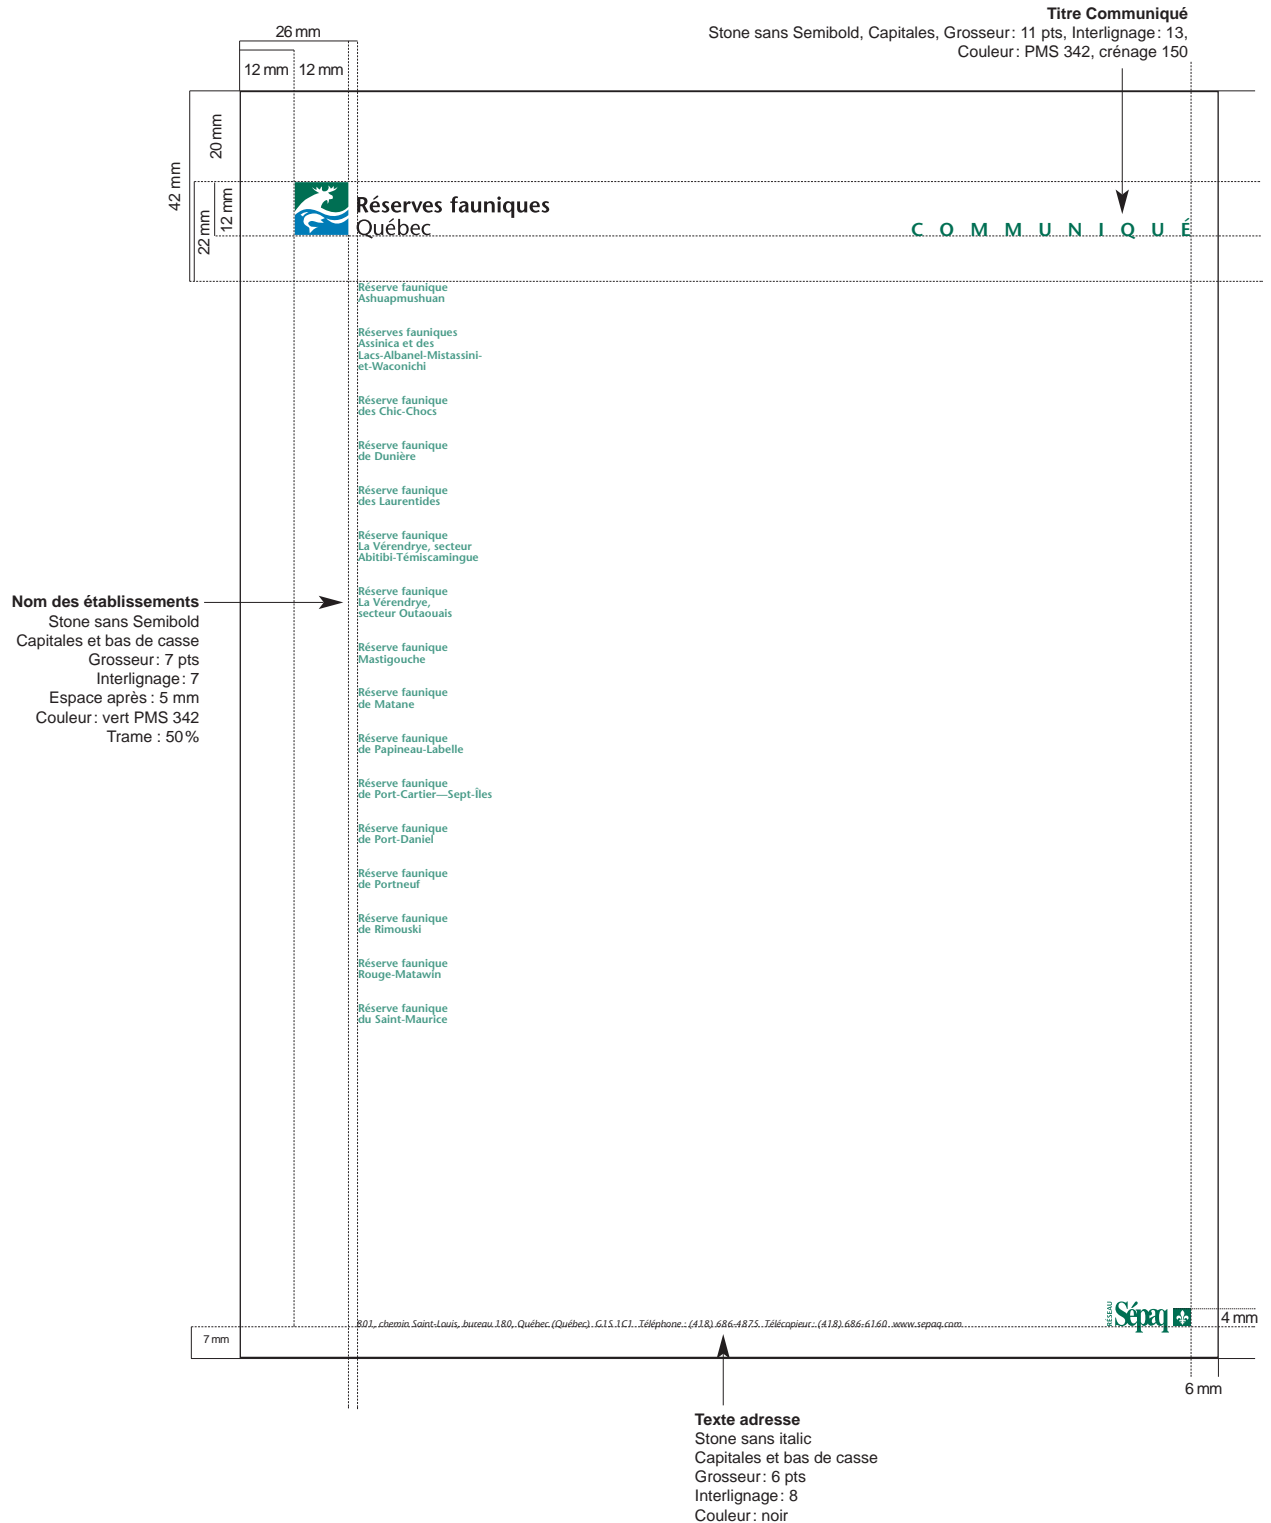 Titre Communiqué
Stone sans Semibold, Capitales, Grosseur : 11 pts, Interlignage : 13,
Couleur : PMS 342, crénage 150
26 mm
12 mm 12 mm
20 mm
42 mm
12 mm
22 mm
Réserves fauniques
Québec
COMMUNIQUÉ
Réserve faunique
Ashuapmushuan
Réserves fauniques
Assinica et des
Lacs-Albanel-Mistassini-
et-Waconichi
Réserve faunique
des Chic-Chocs
Réserve faunique
de Dunière
Réserve faunique
des Laurentides
Réserve faunique
La Vérendrye, secteur
Abitibi-Témiscamingue
Réserve faunique
La Vérendrye,
secteur Outaouais
Réserve faunique
Mastigouche
Réserve faunique
de Matane
Réserve faunique
de Papineau-Labelle
Réserve faunique
de Port-Cartier—Sept-Îles
Réserve faunique
de Port-Daniel
Réserve faunique
de Portneuf
Réserve faunique
de Rimouski
Réserve faunique
Rouge-Matawin
Réserve faunique
du Saint-Maurice
Nom des établissements
Stone sans Semibold
Capitales et bas de casse
Grosseur : 7 pts
Interlignage : 7
Espace après : 5 mm
Couleur : vert PMS 342
Trame : 50 %
RÉSEAU Sépaq
4 mm
801, chemin Saint-Louis, bureau 180, Québec (Québec) G1S 1C1 Téléphone : (418) 686-4875 Télécopieur : (418) 686-6160 www.sepaq.com
7 mm
6 mm
Texte adresse
Stone sans italic
Capitales et bas de casse
Grosseur : 6 pts
Interlignage : 8
Couleur : noir